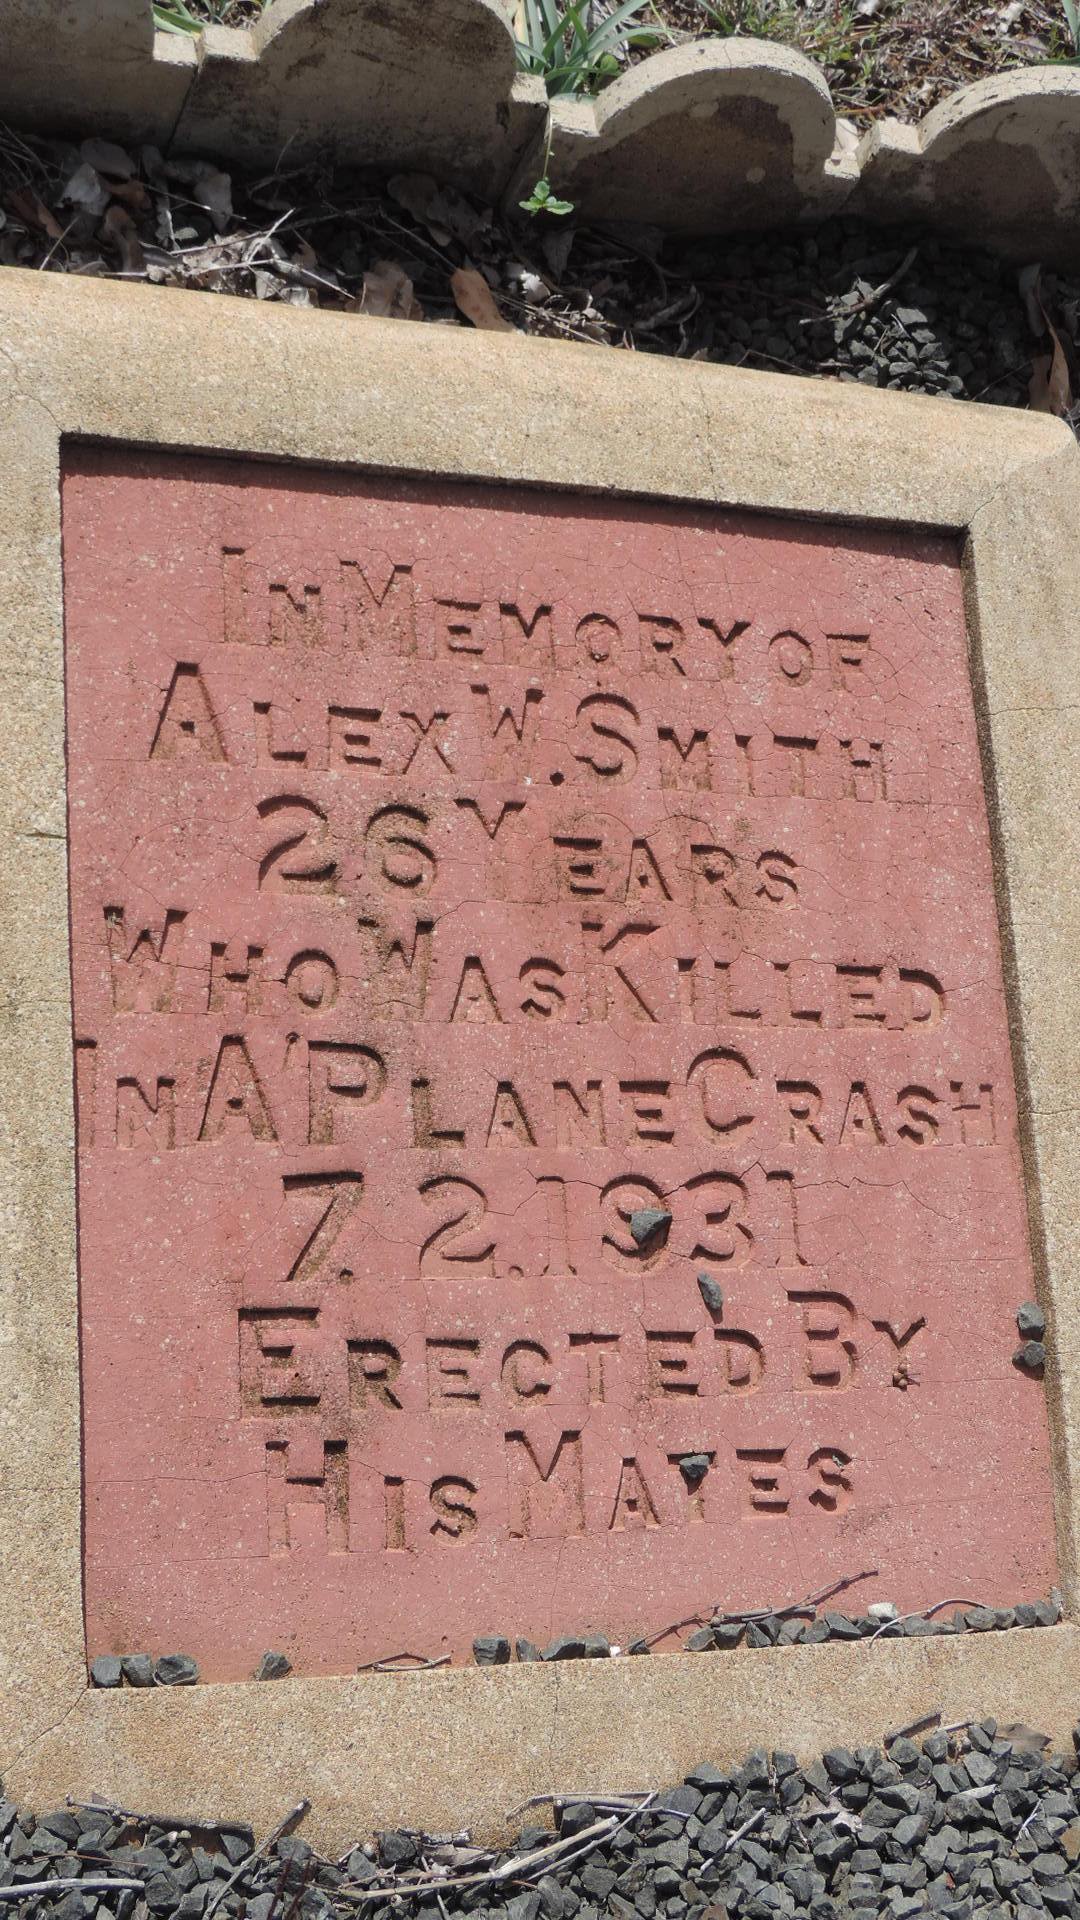 IN MEMORY OF
ALEX W. SMITH
26 YEARS
WHO WAS KILLED
IN A'PLANE CRASH
7. 2. 1931
ERECTED BY
HIS MATES